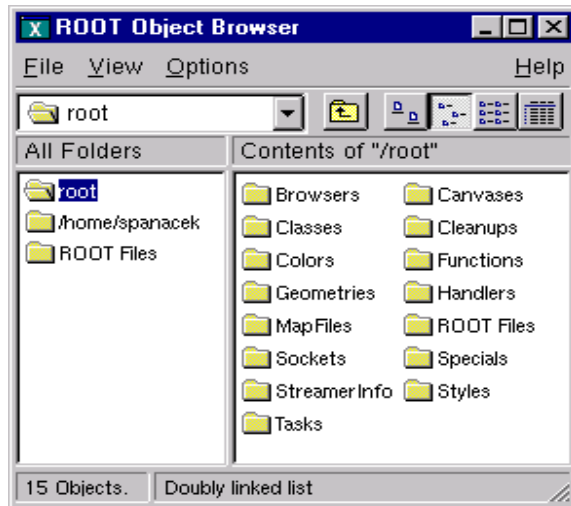 ROOT Object Browser
File View Options Help
root
All Folders
Contents of "/root"
root
/home/spanacek
ROOT Files
Browsers Canvases
Classes Cleanups
Colors Functions
Geometries Handlers
MapFiles ROOT Files
Sockets Specials
StreamerInfo Styles
Tasks
15 Objects. Doubly linked list